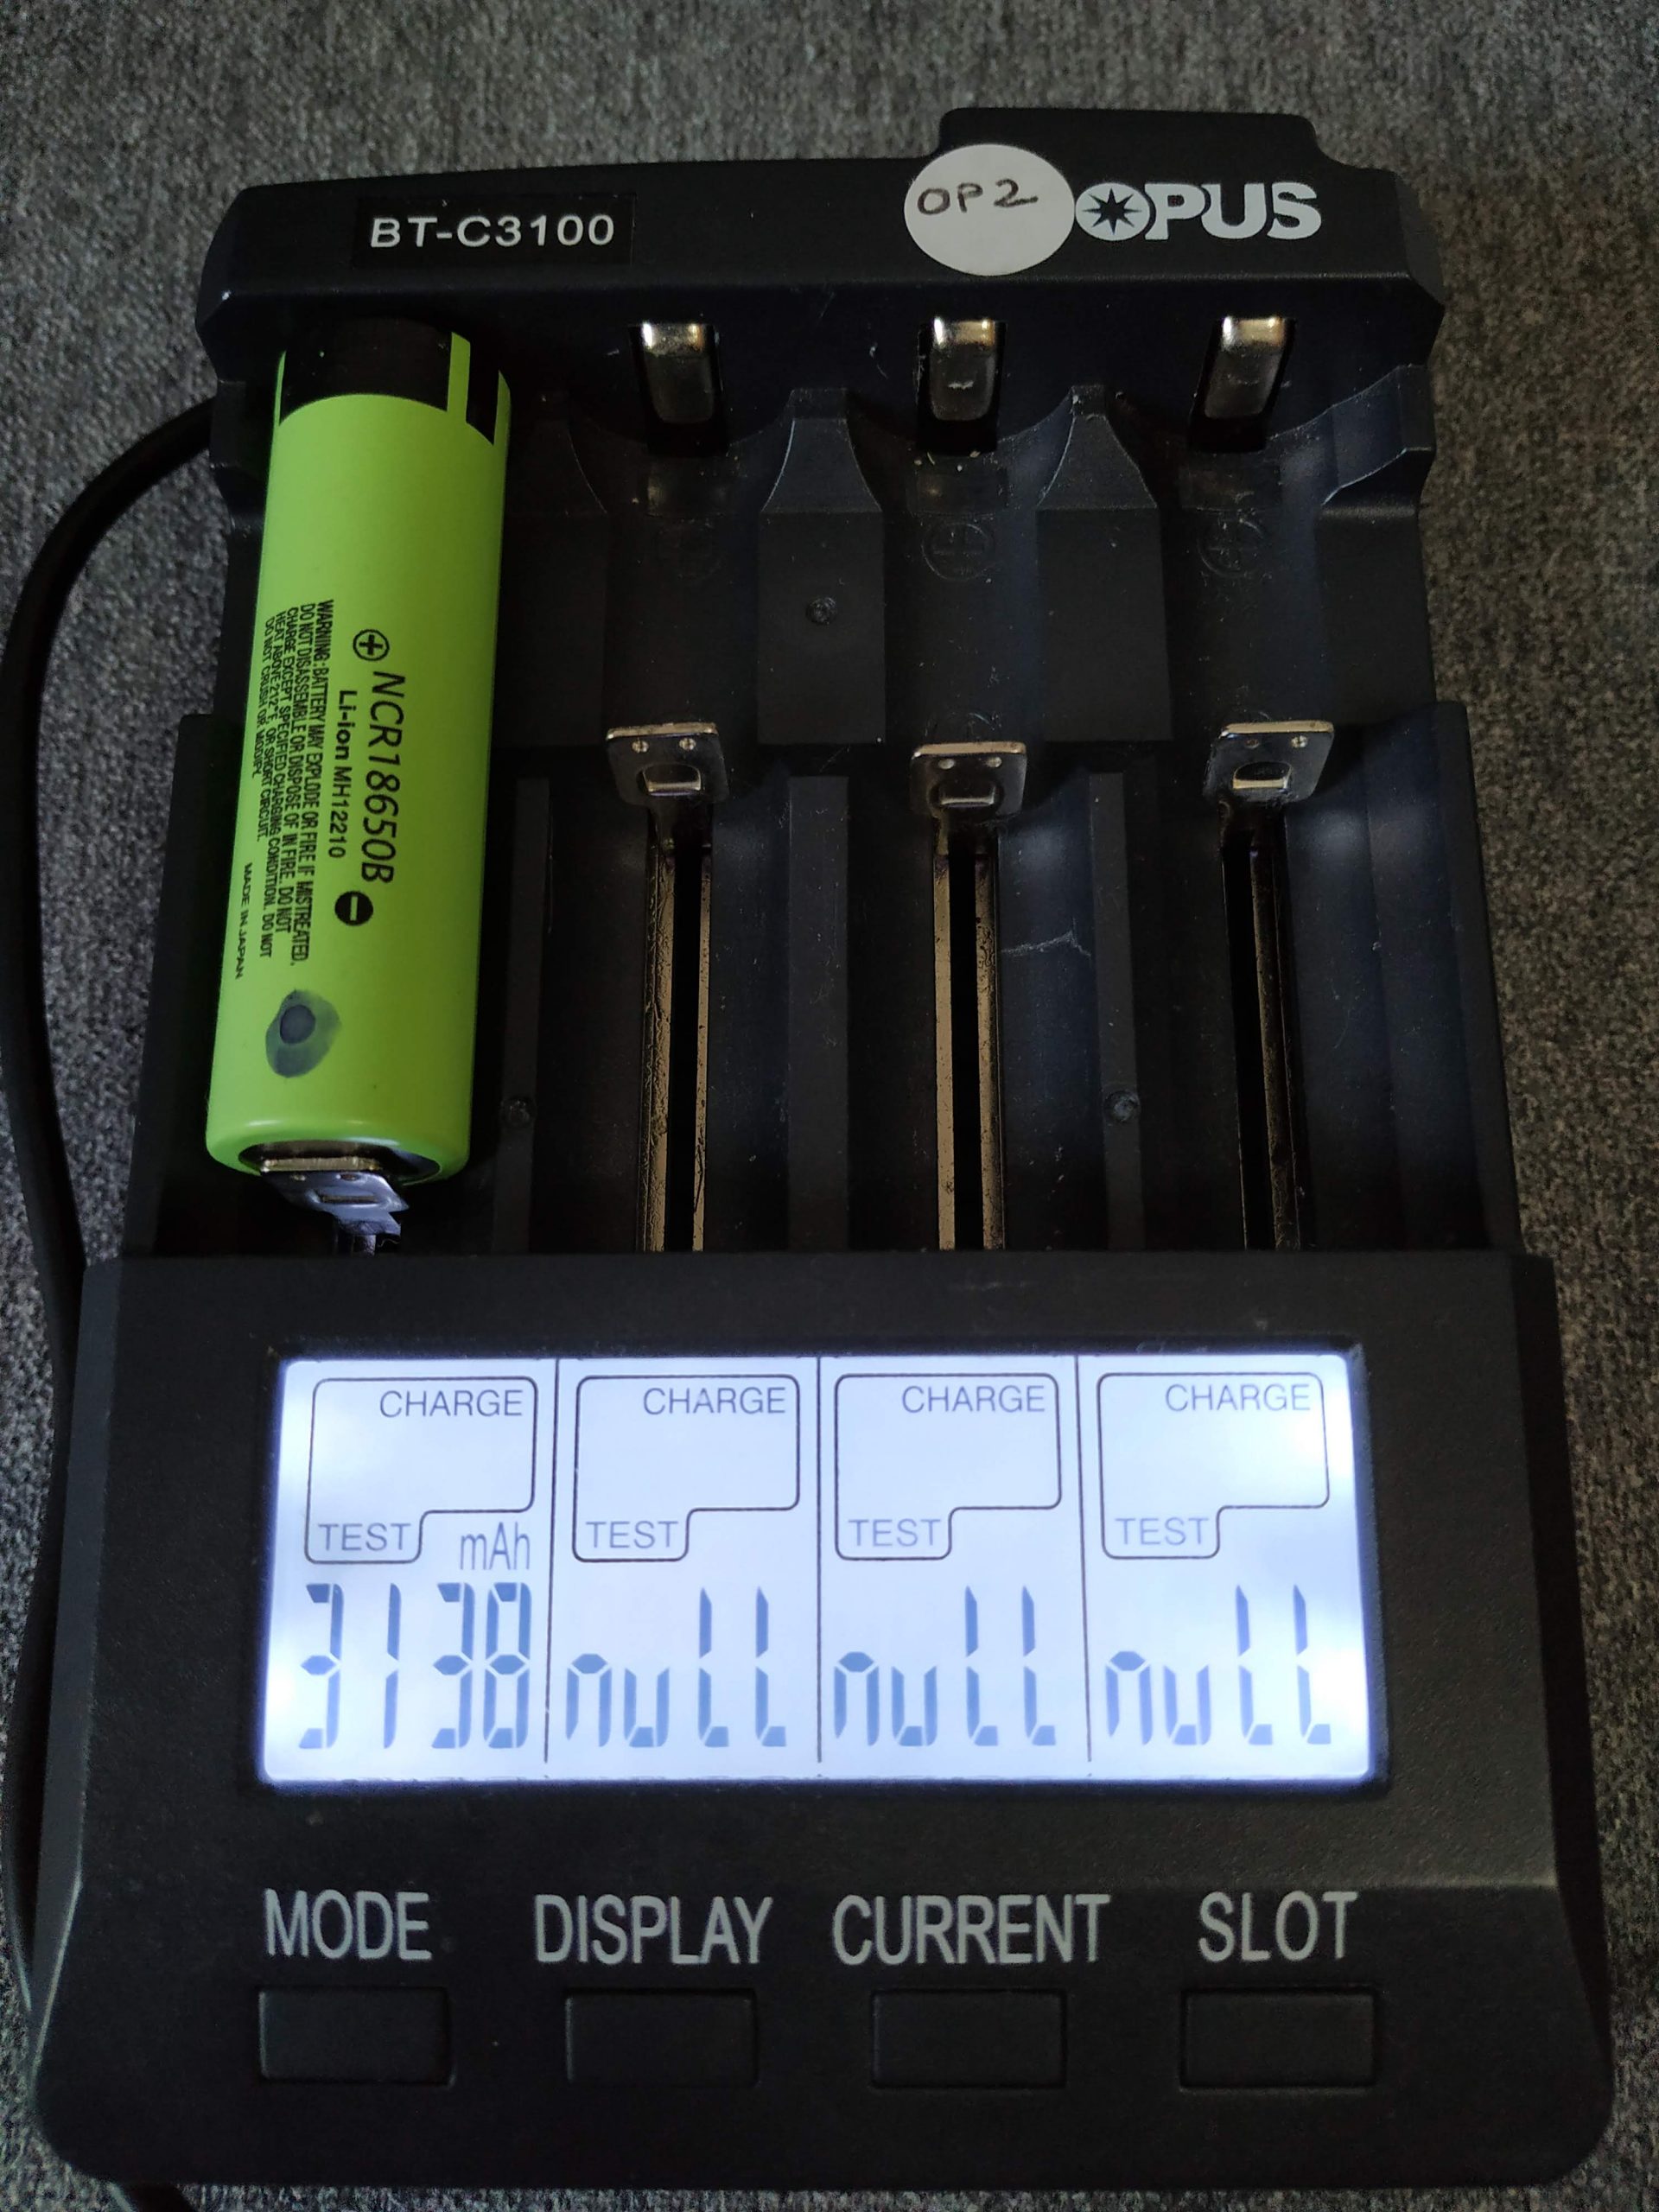 BT-C3100
OP2
OPUS
NCR18650B
Li-ion MH12210
WARNING: BATTERY MAY EXPLODE OR FIRE IF MISTREATED.
DO NOT DISASSEMBLE OR DISPOSE OF IN FIRE. DO NOT
CHARGE EXCEPT SPECIFIED CHARGING CONDITION. DO NOT
HEAT ABOVE 212°F, OR SHORT CIRCUIT.
DO NOT CRUSH OR MODIFY.
MADE IN JAPAN
CHARGE CHARGE CHARGE CHARGE
TEST mAh TEST TEST TEST
3138 null null null
MODE DISPLAY CURRENT SLOT